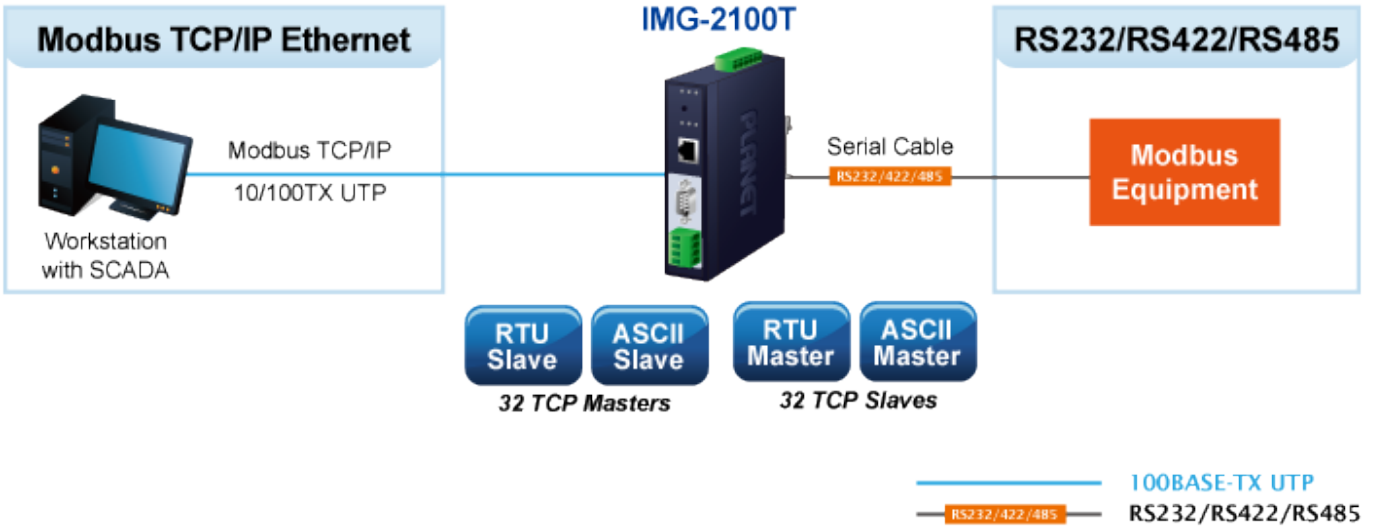 IMG-2100T
Modbus TCP/IP Ethernet
RS232/RS422/RS485
PLANET
Modbus TCP/IP
10/100TX UTP
Serial Cable
RS232/422/485
Modbus
Equipment
Workstation
with SCADA
RTU
Slave
ASCII
Slave
RTU
Master
ASCII
Master
32 TCP Masters
32 TCP Slaves
100BASE-TX UTP
RS232/422/485
RS232/RS422/RS485